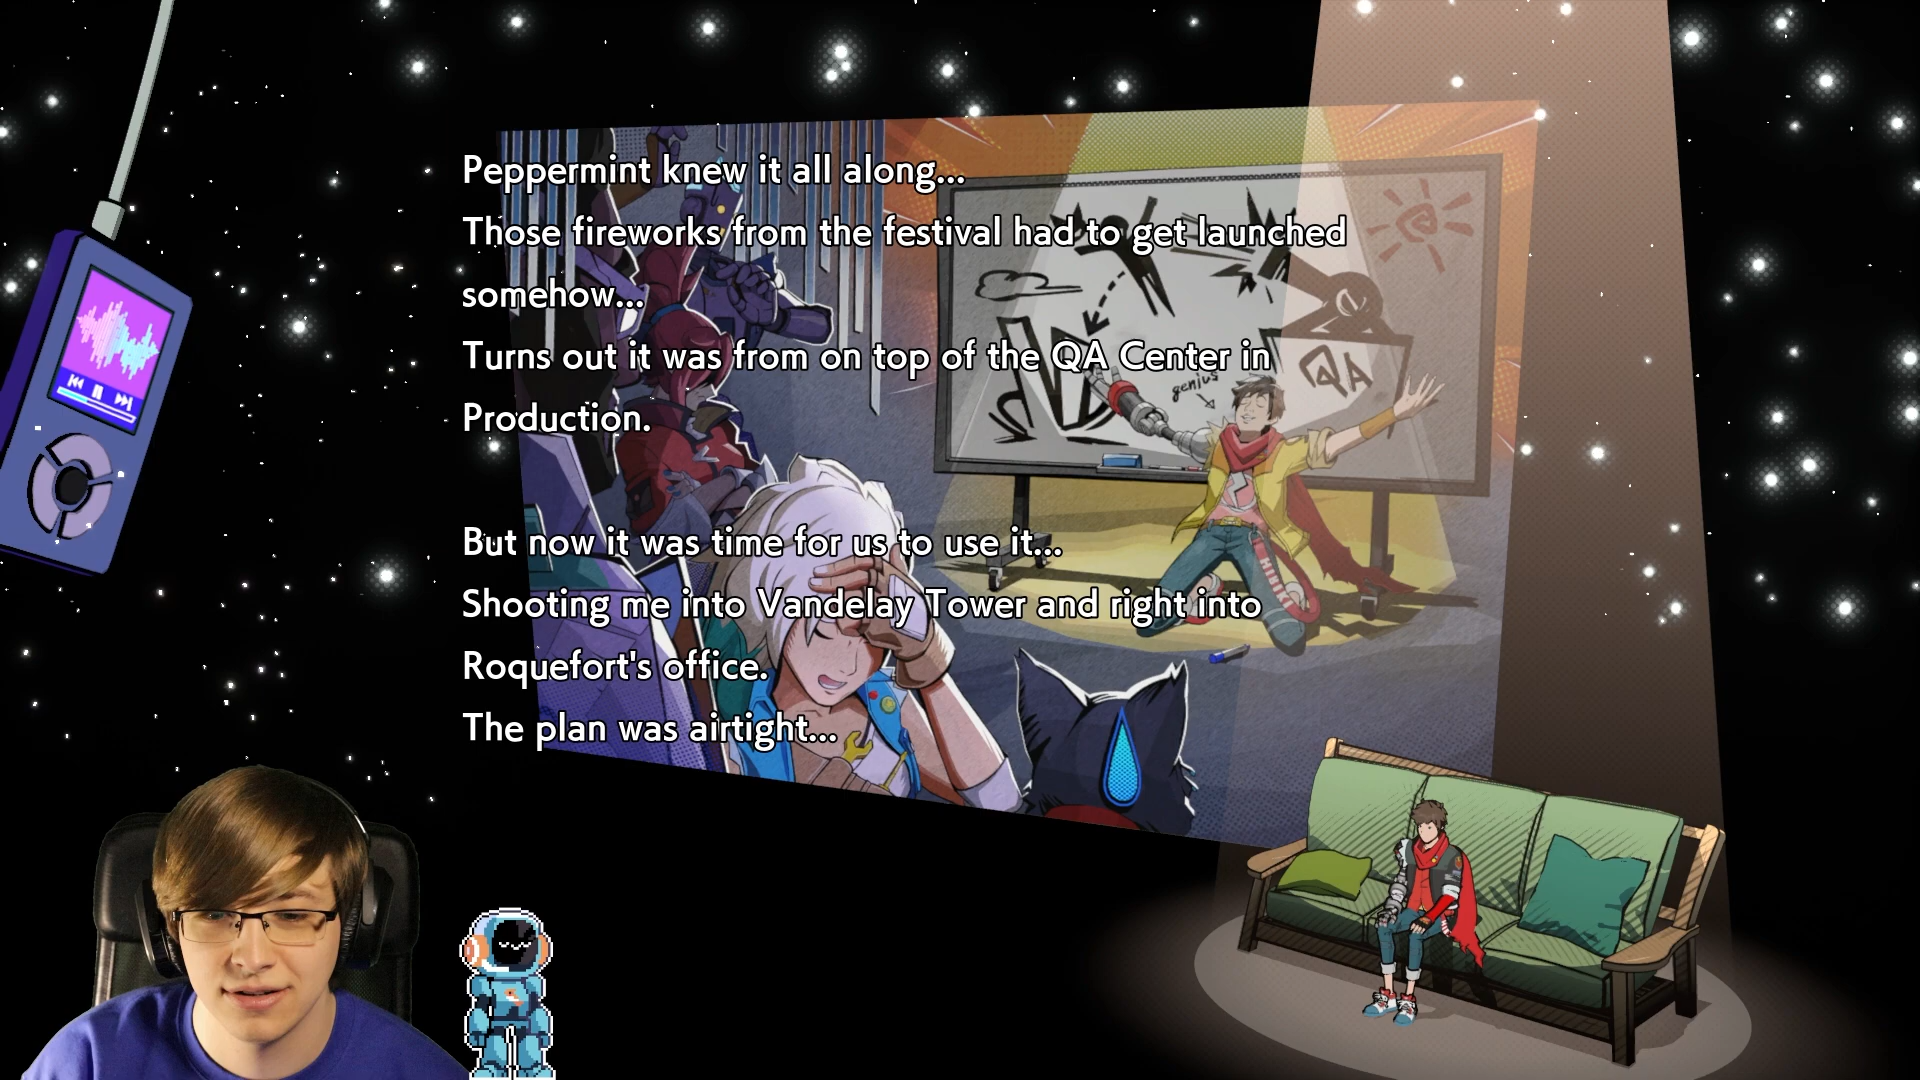 Peppermint knew it all along...
Those fireworks from the festival had to get launched
somehow...
Turns out it was from on top of the QA Center in
Production.
But now it was time for us to use it...
Shooting me into Vandelay Tower and right into
Roquefort's office.
The plan was airtight...
genius
QA
HIBIKI